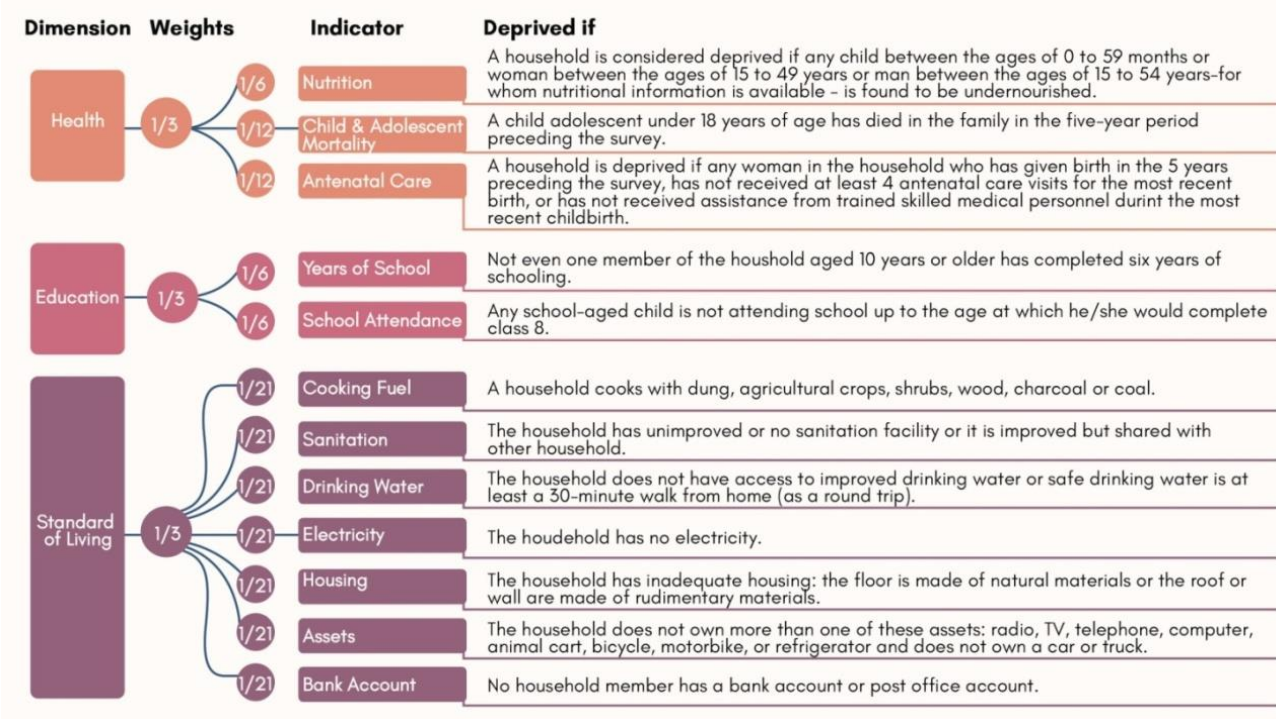 Dimension Weights Indicator Deprived if
Health
1/3
1/6
Nutrition
A household is considered deprived if any child between the ages of 0 to 59 months or
woman between the ages of 15 to 49 years or man between the ages of 15 to 54 years-for
whom nutritional information is available - is found to be undernourished.
1/12
Child & Adolescent
Mortality
A child adolescent under 18 years of age has died in the family in the five-year period
preceding the survey.
1/12
Antenatal Care
A household is deprived if any woman in the household who has given birth in the 5 years
preceding the survey, has not received at least 4 antenatal care visits for the most recent
birth, or has not received assistance from trained skilled medical personnel durint the most
recent childbirth.
Education
1/3
1/6
Years of School
Not even one member of the houshold aged 10 years or older has completed six years of
schooling.
1/6
School Attendance
Any school-aged child is not attending school up to the age at which he/she would complete
class 8.
Standard
of Living
1/3
1/21
Cooking Fuel
A household cooks with dung, agricultural crops, shrubs, wood, charcoal or coal.
1/21
Sanitation
The household has unimproved or no sanitation facility or it is improved but shared with
other household.
1/21
Drinking Water
The household does not have access to improved drinking water or safe drinking water is at
least a 30-minute walk from home (as a round trip).
1/21
Electricity
The houdehold has no electricity.
1/21
Housing
The household has inadequate housing: the floor is made of natural materials or the roof or
wall are made of rudimentary materials.
1/21
Assets
The household does not own more than one of these assets: radio, TV, telephone, computer,
animal cart, bicycle, motorbike, or refrigerator and does not own a car or truck.
1/21
Bank Account
No household member has a bank account or post office account.